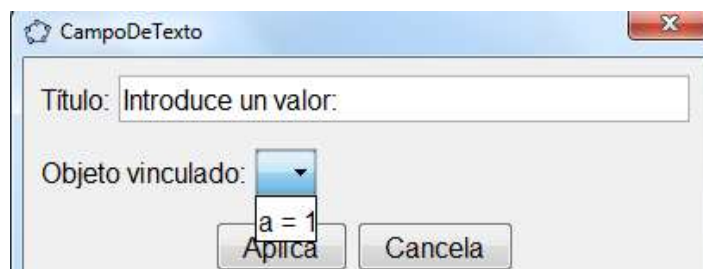 CampoDeTexto
Título: Introduce un valor:
Objeto vinculado:
a = 1
Aplica Cancela